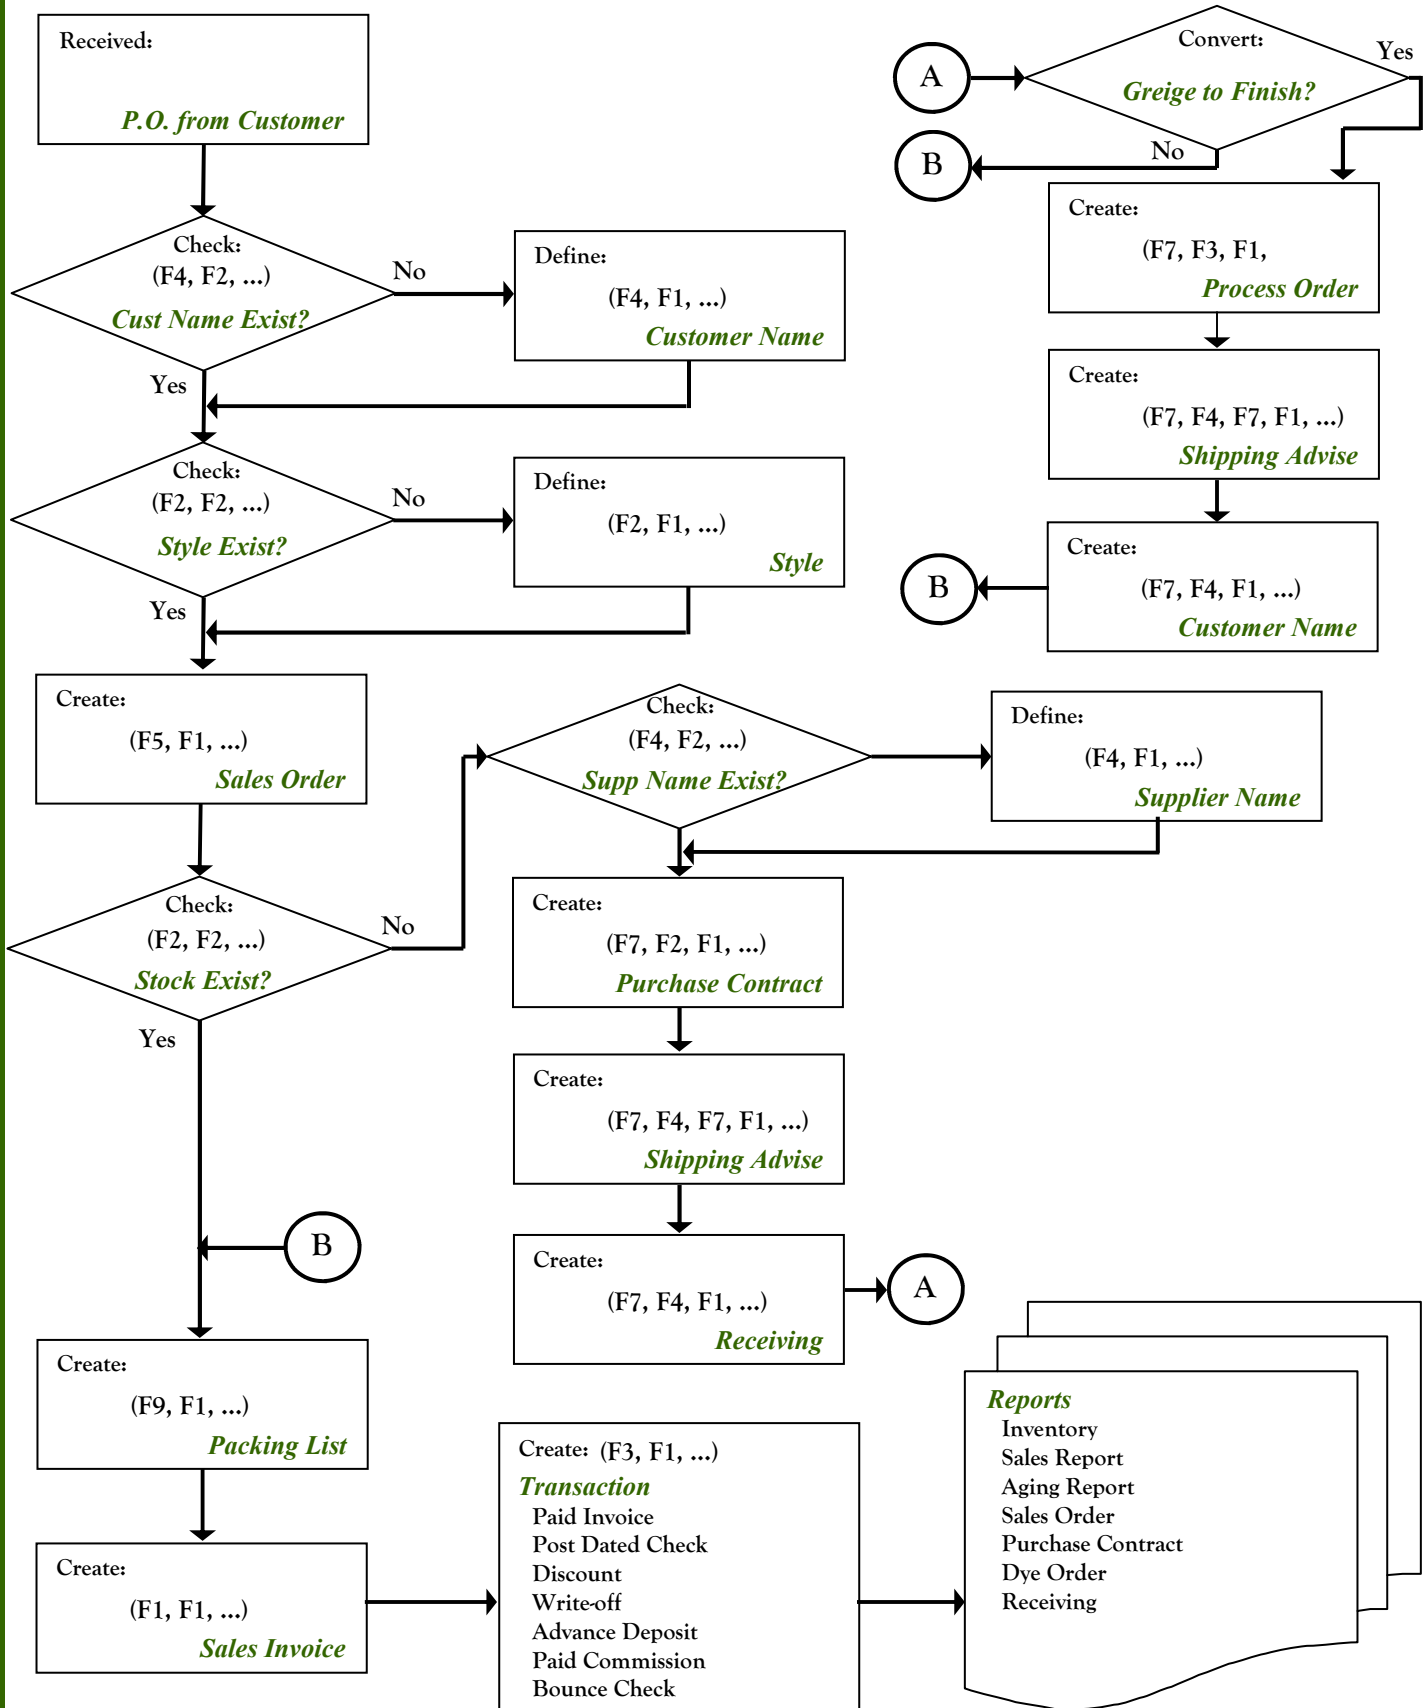 Received:
P.O. from Customer
Check:
(F4, F2, ...)
Cust Name Exist?
No
Yes
Define:
(F4, F1, ...)
Customer Name
Check:
(F2, F2, ...)
Style Exist?
No
Yes
Define:
(F2, F1, ...)
Style
Create:
(F5, F1, ...)
Sales Order
Check:
(F2, F2, ...)
Stock Exist?
No
Yes
Check:
(F4, F2, ...)
Supp Name Exist?
Define:
(F4, F1, ...)
Supplier Name
Create:
(F7, F2, F1, ...)
Purchase Contract
Create:
(F7, F4, F7, F1, ...)
Shipping Advise
Create:
(F7, F4, F1, ...)
Receiving
A
A
Convert:
Greige to Finish?
Yes
No
B
Create:
(F7, F3, F1,
Process Order
Create:
(F7, F4, F7, F1, ...)
Shipping Advise
Create:
(F7, F4, F1, ...)
Customer Name
B
B
Create:
(F9, F1, ...)
Packing List
Create:
(F1, F1, ...)
Sales Invoice
Create: (F3, F1, ...)
Transaction
Paid Invoice
Post Dated Check
Discount
Write-off
Advance Deposit
Paid Commission
Bounce Check
Reports
Inventory
Sales Report
Aging Report
Sales Order
Purchase Contract
Dye Order
Receiving